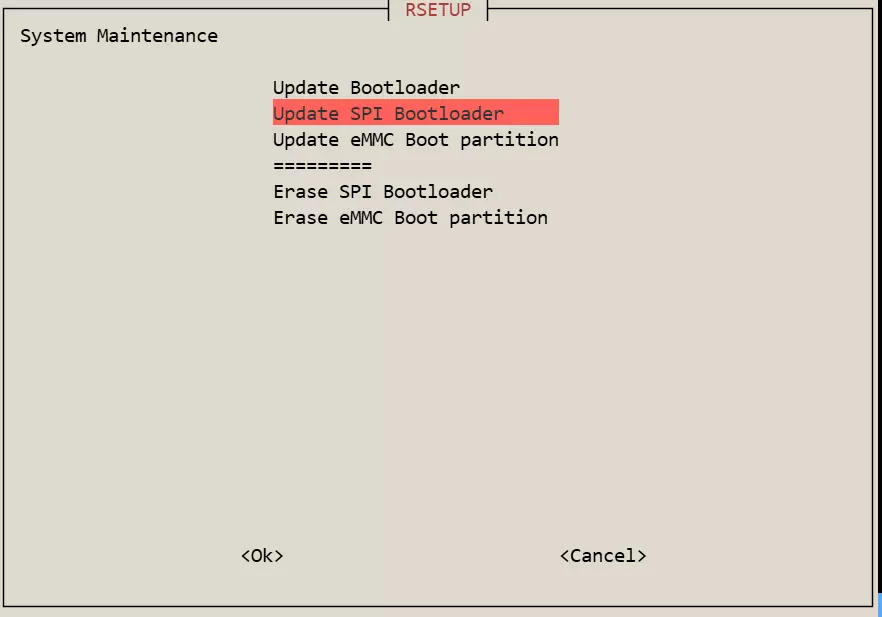 RSETUP
System Maintenance
Update Bootloader
Update SPI Bootloader
Update eMMC Boot partition
=========
Erase SPI Bootloader
Erase eMMC Boot partition
<Ok> <Cancel>